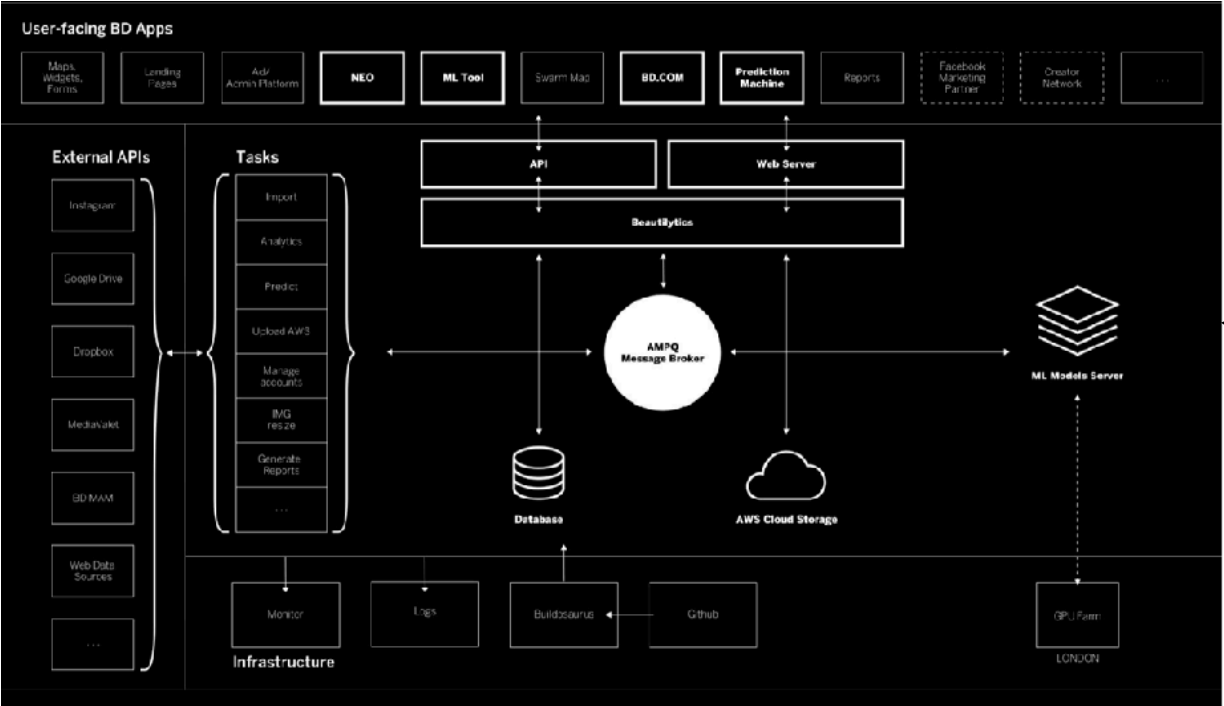 User-facing BD Apps
Maps,
Widgets,
Forms
Landing
Pages
Ad/
Admin Platform
NEO
ML Tool
Swarm Map
BD.COM
Prediction
Machine
Reports
Facebook
Marketing
Partner
Creator
Network
...
External APIs
Instagram
Google Drive
Dropbox
MediaValet
BD MAM
Web Data
Sources
...
Tasks
Import
Analytics
Predict
Upload AWS
Manage
accounts
IMG
resize
Generate
Reports
...
API
Web Server
Beautilytics
AMPQ
Message Broker
ML Models Server
Database
AWS Cloud Storage
Monitor
Logs
Buildosaurus
Github
GPU Farm
Infrastructure
LONDON